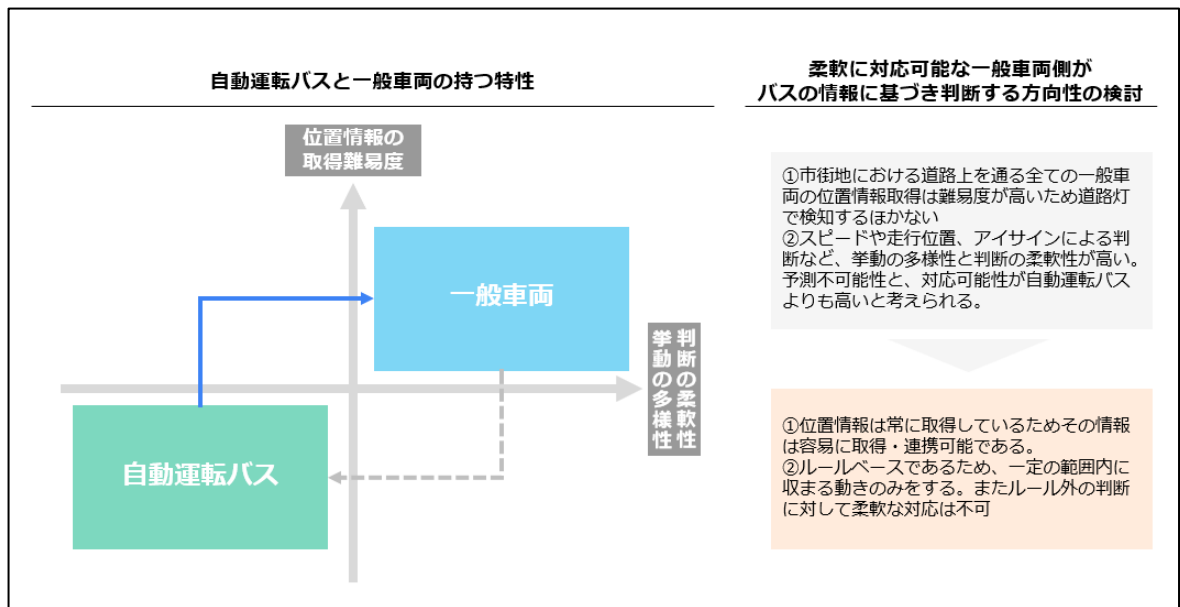 自動運転バスと一般車両の持つ特性
位置情報の
取得難易度
一般車両
判断の柔軟性
挙動の多様性
自動運転バス
柔軟に対応可能な一般車両側が
バスの情報に基づき判断する方向性の検討
①市街地における道路上を通る全ての一般車
両の位置情報取得は難易度が高いため道路灯
で検知するほかない
②スピードや走行位置、アイサインによる判
断など、挙動の多様性と判断の柔軟性が高い。
予測不可能性と、対応可能性が自動運転バス
よりも高いと考えられる。
①位置情報は常に取得しているためその情報
は容易に取得・連携可能である。
②ルールベースであるため、一定の範囲内に
収まる動きのみをする。またルール外の判断
に対して柔軟な対応は不可